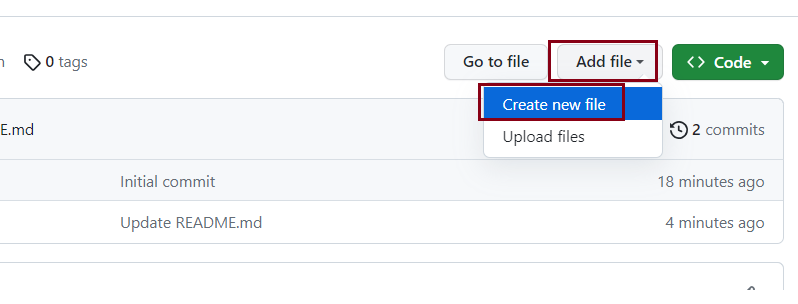 0 tags
Go to file
Add file
Code
Create new file
Upload files
E.md
2 commits
Initial commit
18 minutes ago
Update README.md
4 minutes ago